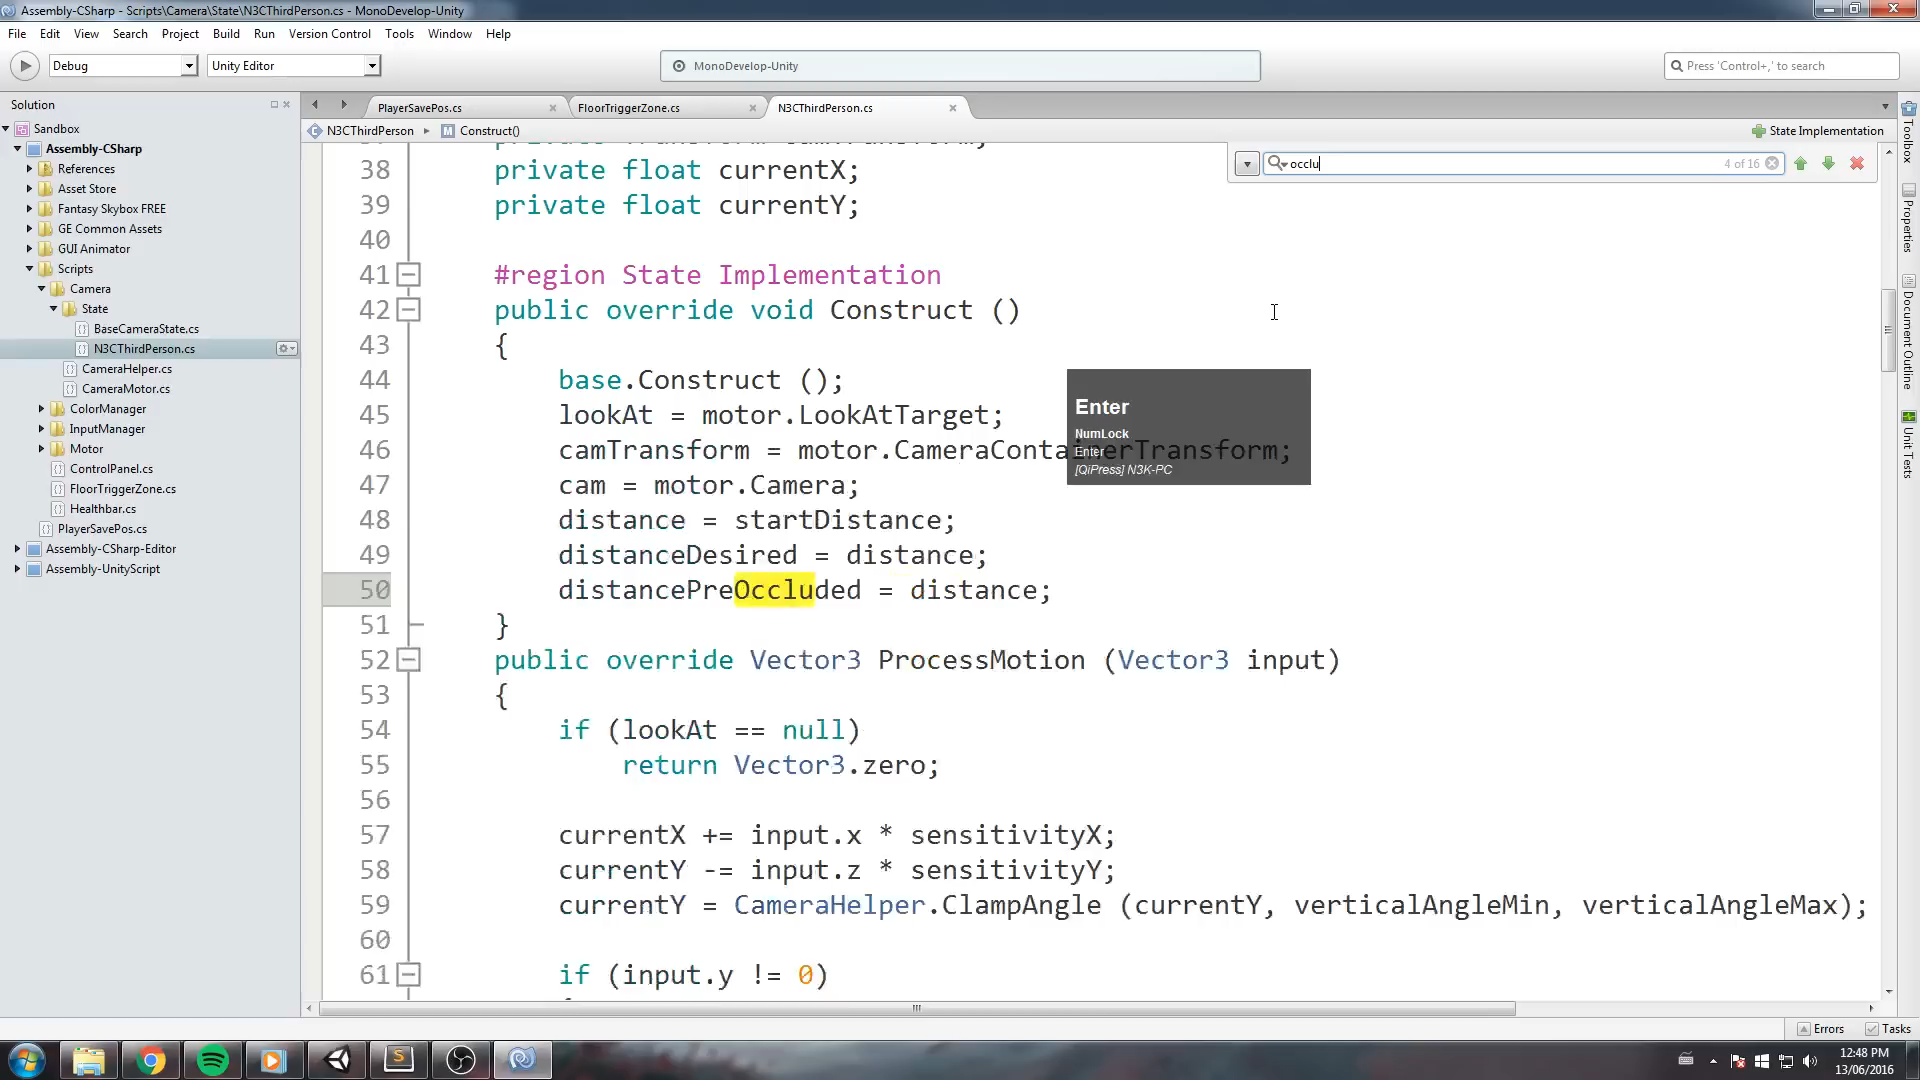 Assembly-CSharp - Scripts\Camera\State\N3CThirdPerson.cs - MonoDevelop-Unity
File Edit View Search Project Build Run Version Control Tools Window Help
Debug Unity Editor MonoDevelop-Unity Press 'Control+,' to search
Solution PlayerSavePos.cs FloorTriggerZone.cs N3CThirdPerson.cs
N3CThirdPerson Construct() State Implementation
occlu 4 of 16
Sandbox
Assembly-CSharp
References
Asset Store
Fantasy Skybox FREE
GE Common Assets
GUI Animator
Scripts
Camera
State
BaseCameraState.cs
N3CThirdPerson.cs
CameraHelper.cs
CameraMotor.cs
ColorManager
InputManager
Motor
ControlPanel.cs
FloorTriggerZone.cs
Healthbar.cs
PlayerSavePos.cs
Assembly-CSharp-Editor
Assembly-UnityScript
38 private float currentX;
39 private float currentY;
40
41 #region State Implementation
42 public override void Construct ()
43 {
44 base.Construct ();
45 lookAt = motor.LookAtTarget;
46 camTransform = motor.CameraContainerTransform;
47 cam = motor.Camera;
48 distance = startDistance;
49 distanceDesired = distance;
50 distancePreOccluded = distance;
51 }
52 public override Vector3 ProcessMotion (Vector3 input)
53 {
54 if (lookAt == null)
55 return Vector3.zero;
56
57 currentX += input.x * sensitivityX;
58 currentY -= input.z * sensitivityY;
59 currentY = CameraHelper.ClampAngle (currentY, verticalAngleMin, verticalAngleMax);
60
61 if (input.y != 0)
Enter
NumLock
Enter
[QiPress] N3K-PC
Toolbox
Properties
Document Outline
Unit Tests
Errors Tasks
12:48 PM
13/06/2016